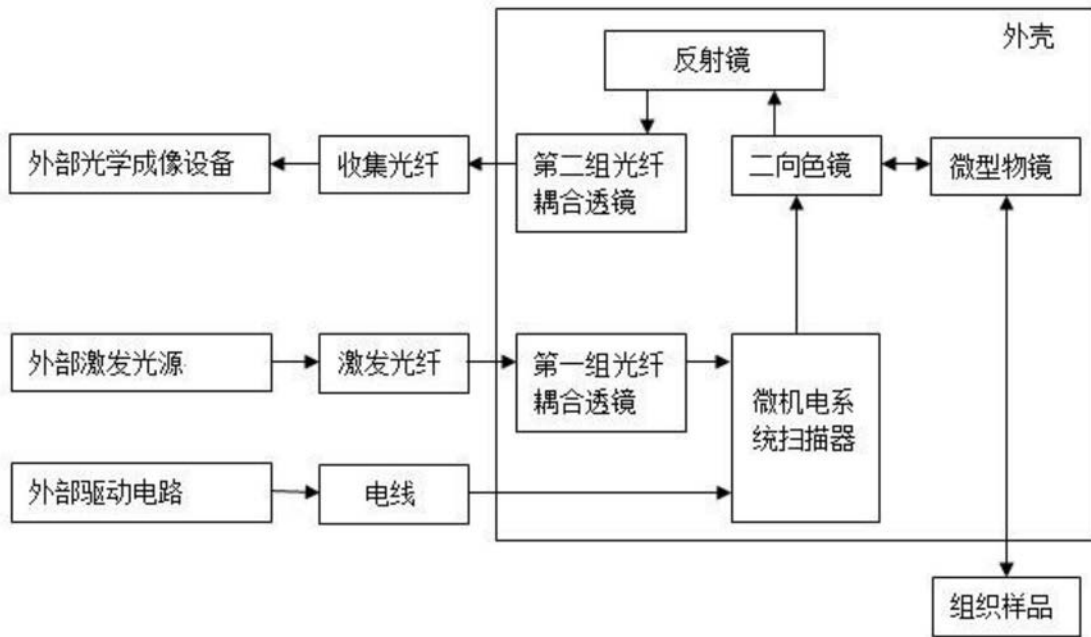 外壳
反射镜
外部光学成像设备
收集光纤
第二组光纤
耦合透镜
二向色镜
微型物镜
外部激发光源
激发光纤
第一组光纤
耦合透镜
微机电系
统扫描器
外部驱动电路
电线
组织样品